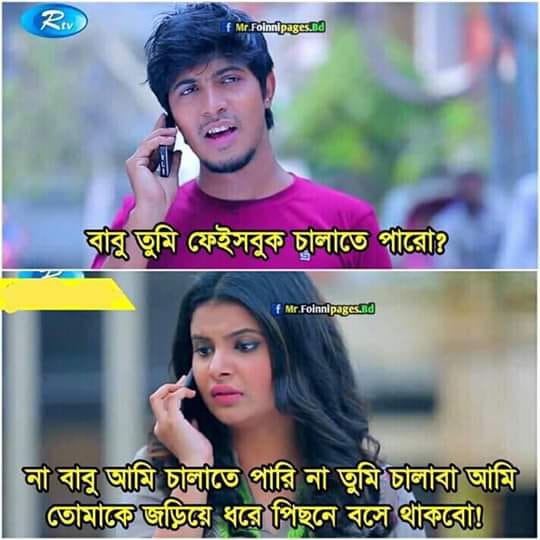 Rtv
f Mr.Foinnipages.Bd
বাবু তুমি ফেইসবুক চালাতে পারো?
f Mr.Foinnipages.Bd
না বাবু আমি চালাতে পারি না তুমি চালাবা আমি
তোমাকে জড়িয়ে ধরে পিছনে বসে থাকবো!